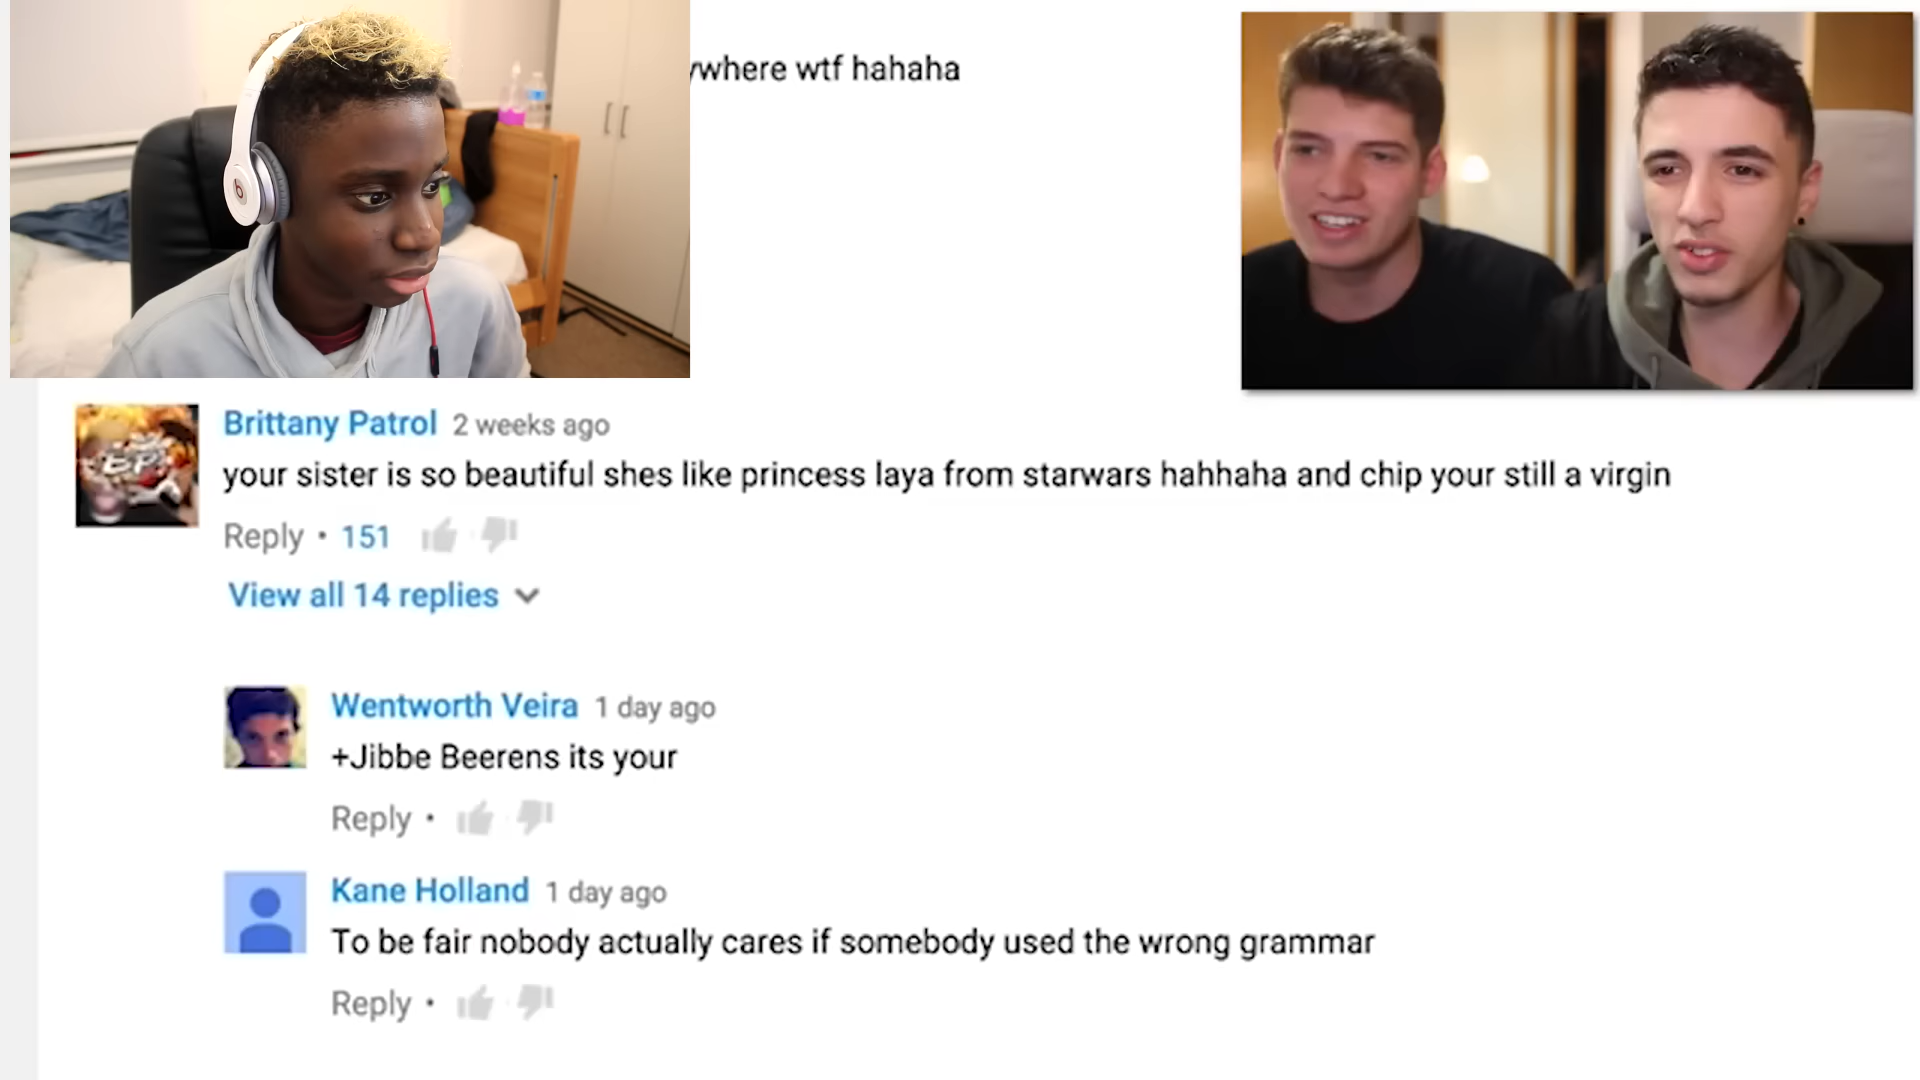 ywhere wtf hahaha
Brittany Patrol 2 weeks ago
your sister is so beautiful shes like princess laya from starwars hahhaha and chip your still a virgin
Reply • 151
View all 14 replies
Wentworth Veira 1 day ago
+Jibbe Beerens its your
Reply •
Kane Holland 1 day ago
To be fair nobody actually cares if somebody used the wrong grammar
Reply •